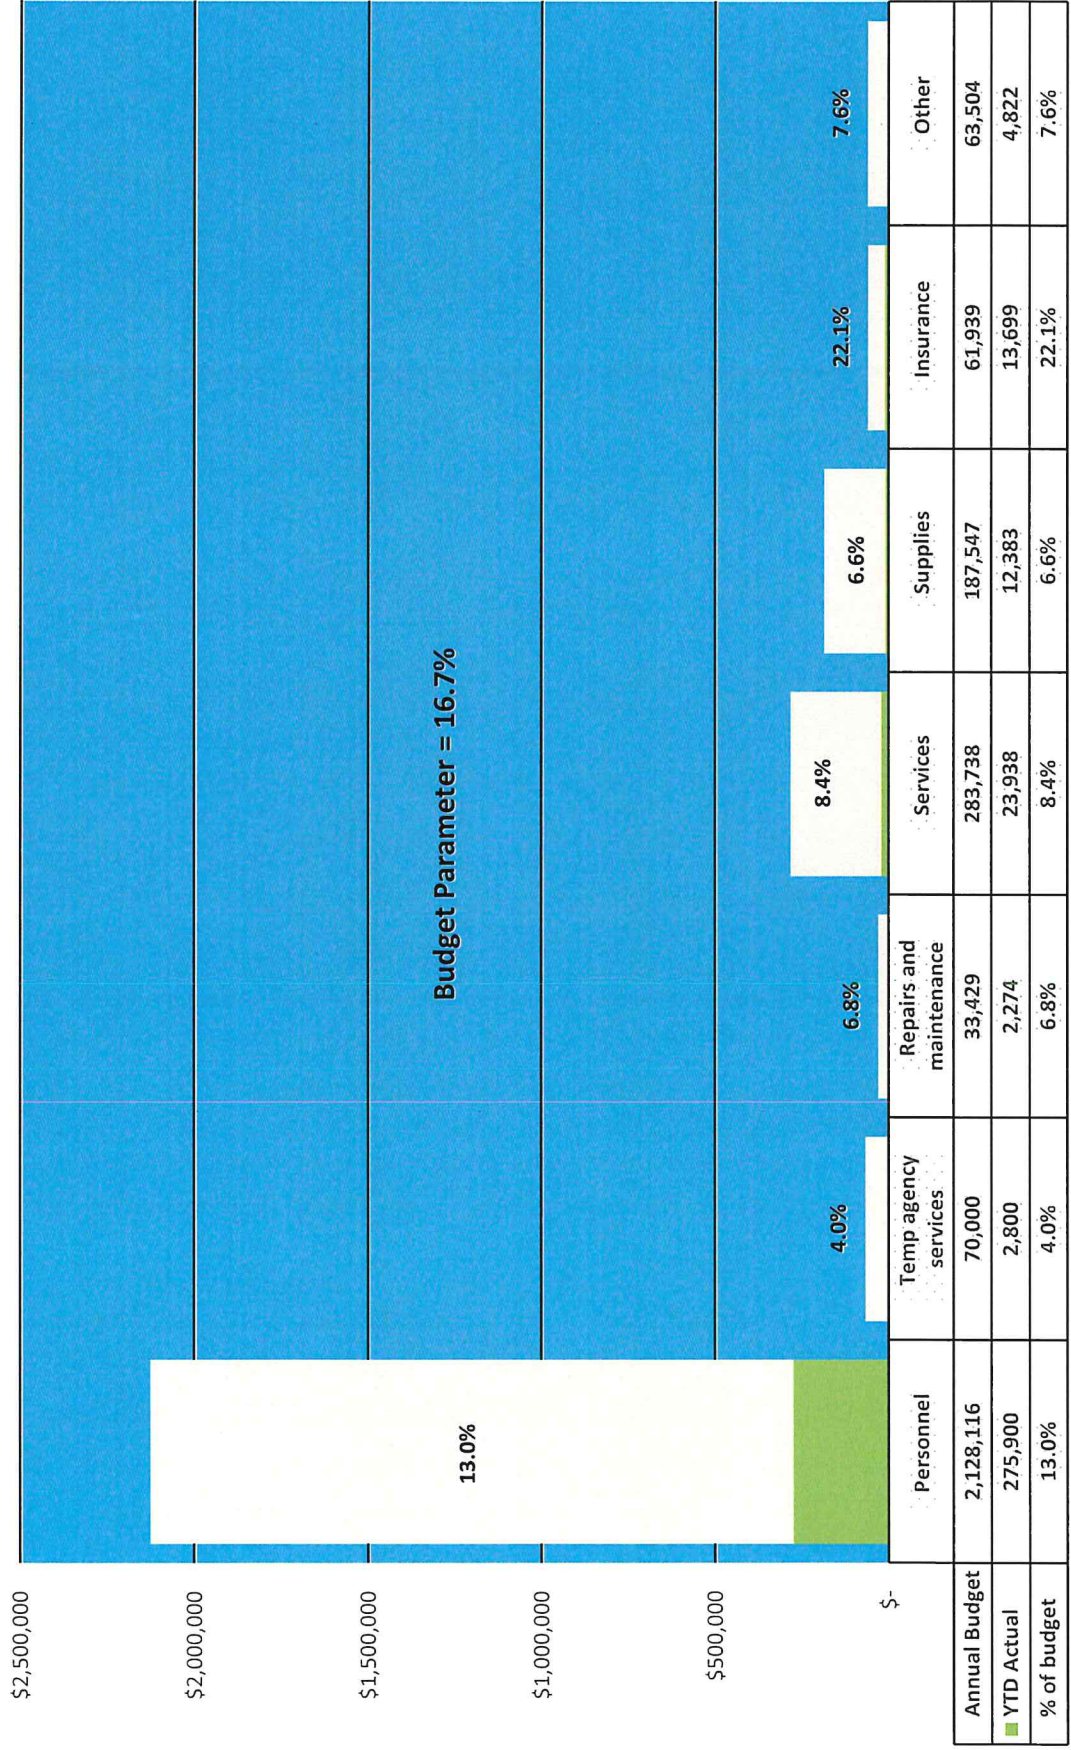 $2,500,000
$2,000,000
$1,500,000
$1,000,000
$500,000
$-
Budget Parameter = 16.7%
13.0%
4.0%
6.8%
8.4%
6.6%
22.1%
7.6%
Personnel Temp agency services Repairs and maintenance Services Supplies Insurance Other
Annual Budget 2,128,116 70,000 33,429 283,738 187,547 61,939 63,504
YTD Actual 275,900 2,800 2,274 23,938 12,383 13,699 4,822
% of budget 13.0% 4.0% 6.8% 8.4% 6.6% 22.1% 7.6%